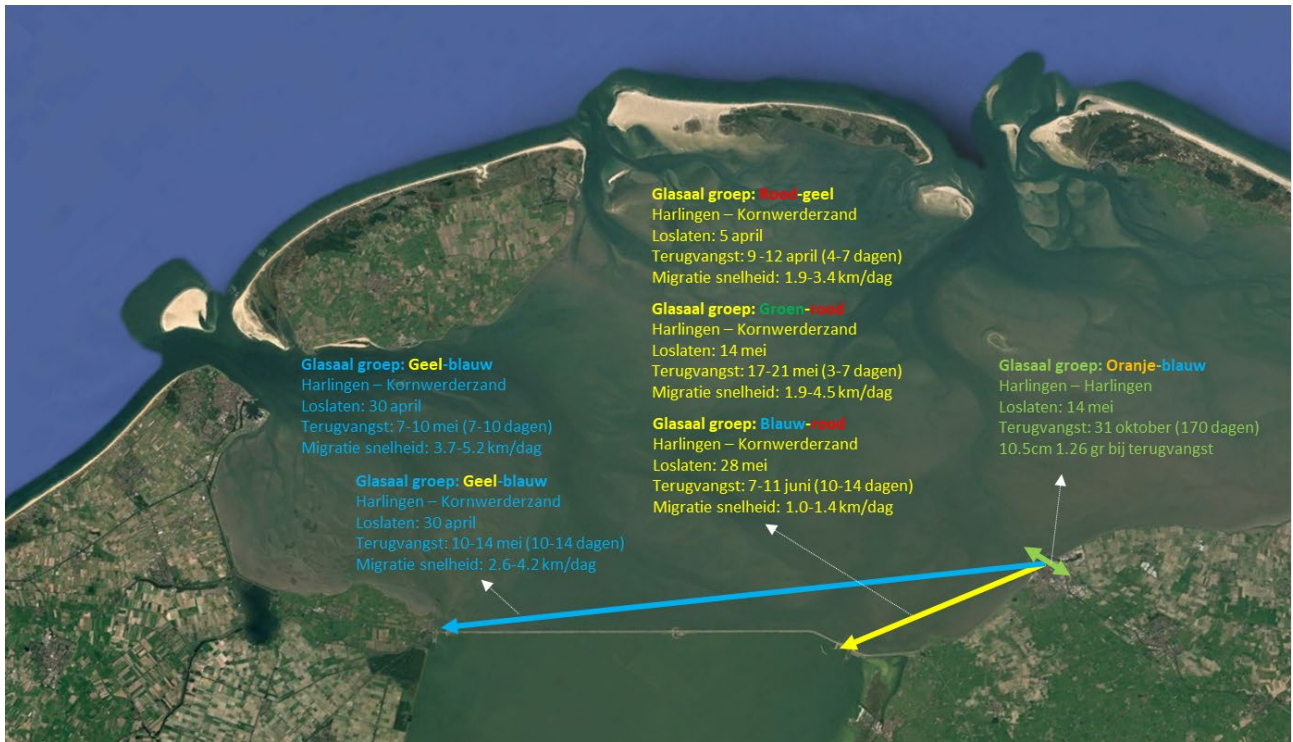 Glasaal groep: Rood-geel
Harlingen – Kornwerderzand
Loslaten: 5 april
Terugvangst: 9 -12 april (4-7 dagen)
Migratie snelheid: 1.9-3.4 km/dag
Glasaal groep: Groen-rood
Harlingen – Kornwerderzand
Loslaten: 14 mei
Terugvangst: 17-21 mei (3-7 dagen)
Migratie snelheid: 1.9-4.5 km/dag
Glasaal groep: Blauw-rood
Harlingen – Kornwerderzand
Loslaten: 28 mei
Terugvangst: 7-11 juni (10-14 dagen)
Migratie snelheid: 1.0-1.4 km/dag
Glasaal groep: Geel-blauw
Harlingen – Kornwerderzand
Loslaten: 30 april
Terugvangst: 7-10 mei (7-10 dagen)
Migratie snelheid: 3.7-5.2 km/dag
Glasaal groep: Geel-blauw
Harlingen – Kornwerderzand
Loslaten: 30 april
Terugvangst: 10-14 mei (10-14 dagen)
Migratie snelheid: 2.6-4.2 km/dag
Glasaal groep: Oranje-blauw
Harlingen – Harlingen
Loslaten: 14 mei
Terugvangst: 31 oktober (170 dagen)
10.5cm 1.26 gr bij terugvangst